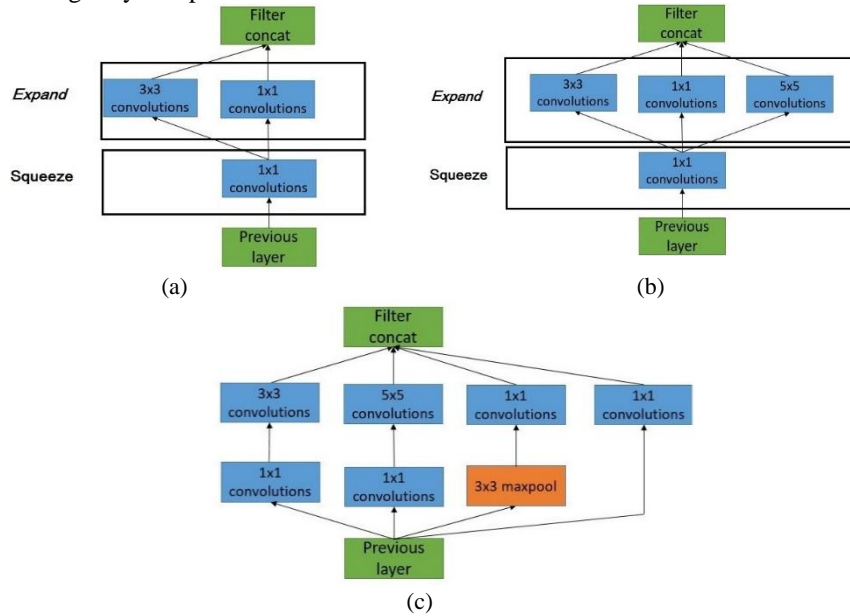 Filter
concat
Expand
3x3
convolutions
1x1
convolutions
Squeeze
1x1
convolutions
Previous
layer
(a)
Filter
concat
Expand
3x3
convolutions
1x1
convolutions
5x5
convolutions
Squeeze
1x1
convolutions
Previous
layer
(b)
Filter
concat
3x3
convolutions
5x5
convolutions
1x1
convolutions
1x1
convolutions
1x1
convolutions
1x1
convolutions
3x3 maxpool
Previous
layer
(c)